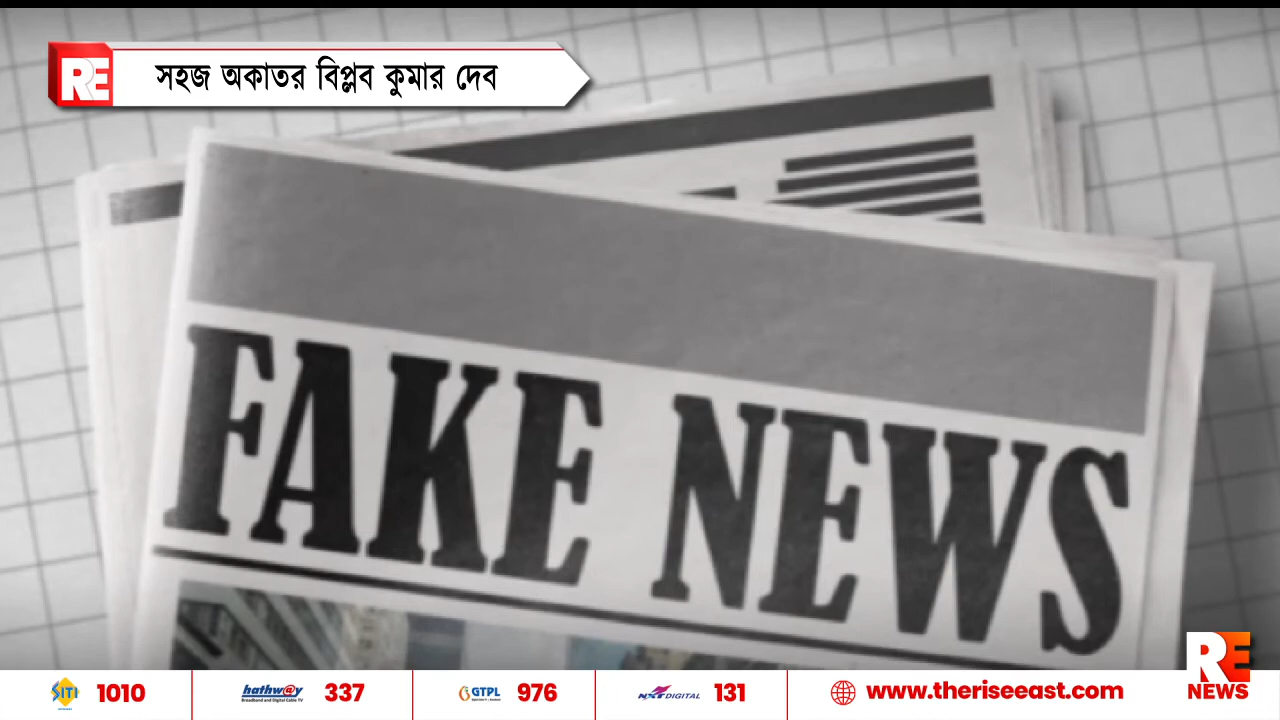 RE সহজ অকাতর বিপ্লব কুমার দেব
FAKE NEWS
RE
NEWS
SITI 1010 hathw@y 337 GTPL 976 NXT DIGITAL 131 www.theriseeast.com